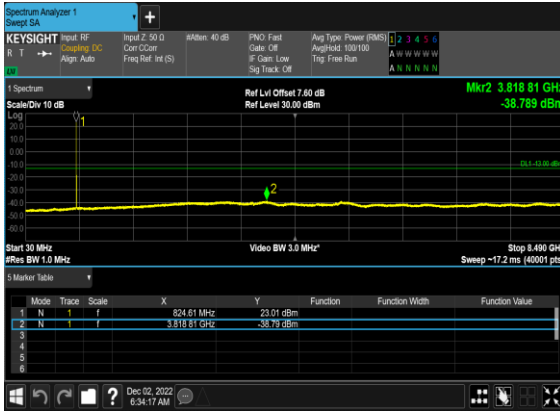 Spectrum Analyzer 1
Swept SA
+
KEYSIGHT Input: RF Input Z: 50 Ω #Atten: 40 dB PNO: Fast Avg Type: Power (RMS) 1 2 3 4 5 6
R T Coupling: DC Corr CCorr Gate: Off Avg|Hold: 100/100 A W W W W W
Align: Auto Freq Ref: Int (S) IF Gain: Low Trig: Free Run
Sig Track: Off A N N N N N
1 Spectrum Ref Lvl Offset 7.60 dB Mkr2 3.818 81 GHz
Scale/Div 10 dB Ref Level 30.00 dBm -38.789 dBm
Log
1
20.0
10.0
0.00
-10.0
DL1 -13.00 dBm
-20.0
-30.0
2
-40.0
-50.0
-60.0
Start 30 MHz Video BW 3.0 MHz* Stop 8.490 GHz
#Res BW 1.0 MHz Sweep ~17.2 ms (40001 pts)
5 Marker Table
Mode Trace Scale X Y Function Function Width Function Value
1 N 1 f 824.61 MHz 23.01 dBm
2 N 1 f 3.818 81 GHz -38.79 dBm
3
4
5
6
? Dec 02, 2022
6:34:17 AM